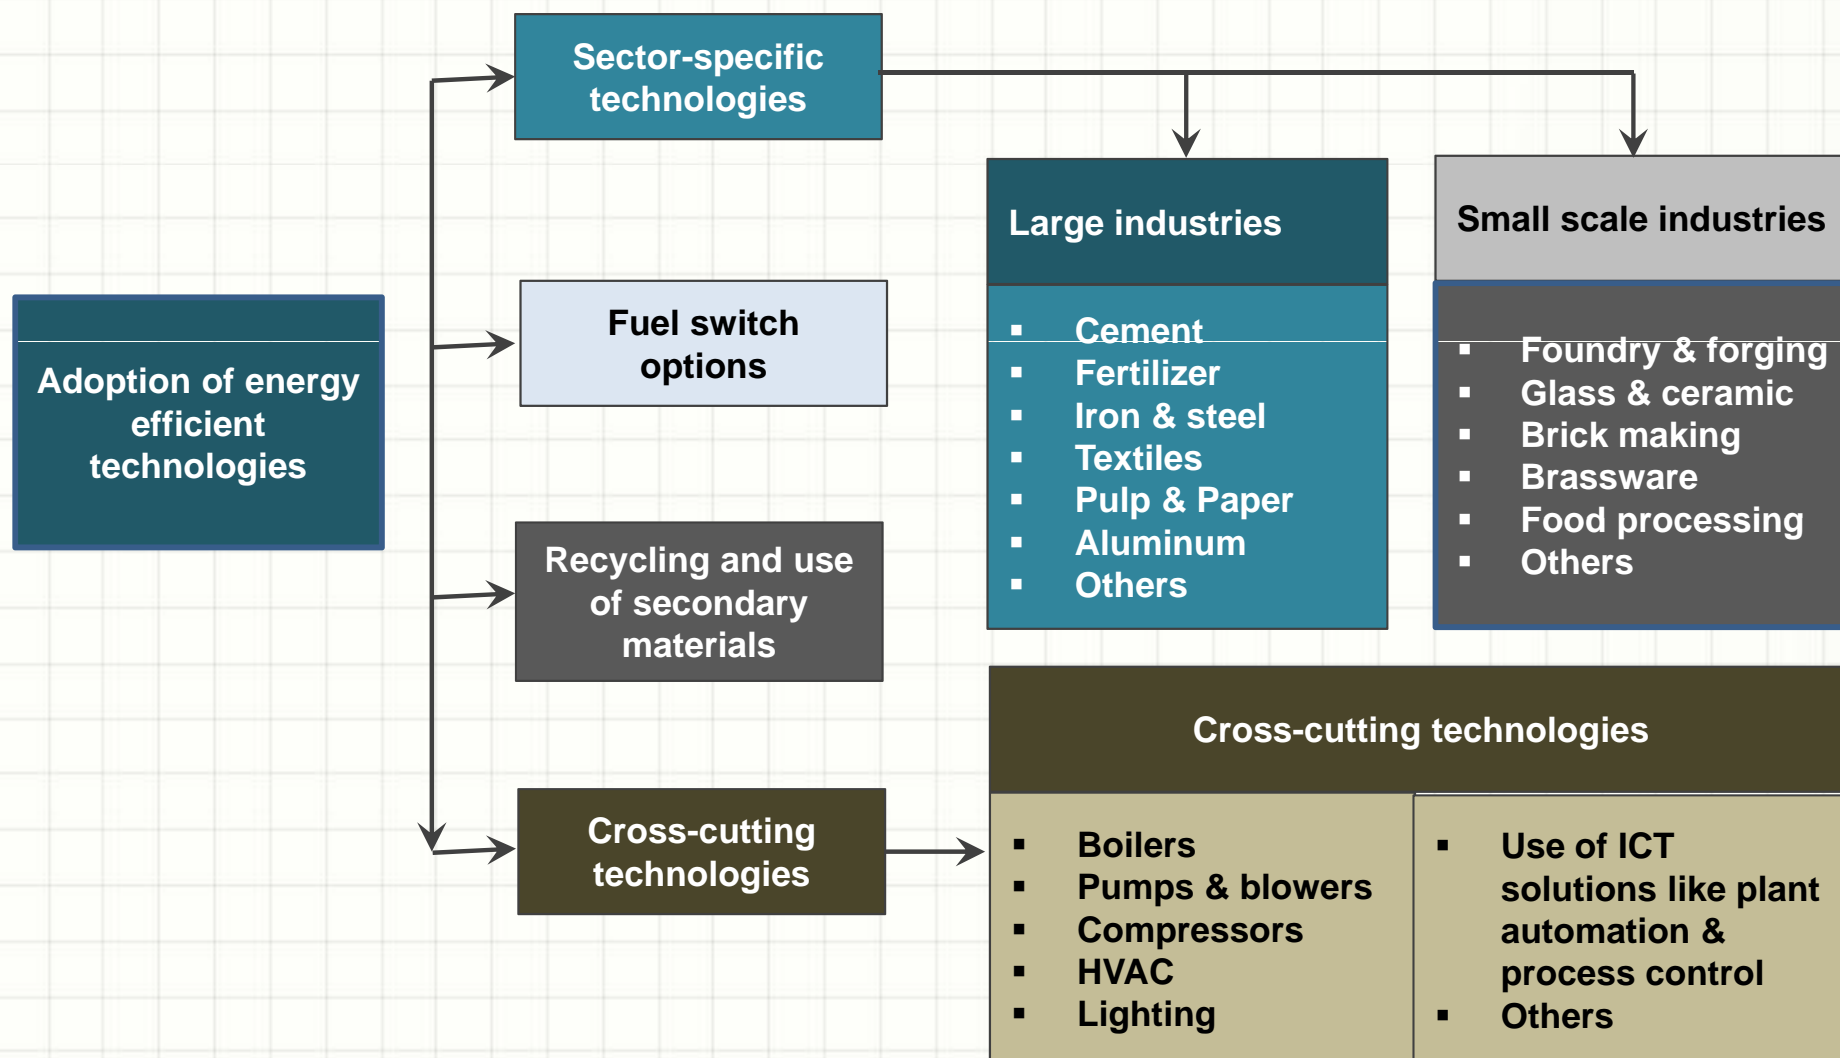 Sector-specific
technologies
Large industries
Small scale industries
Adoption of energy
efficient
technologies
Fuel switch
options
▪ Cement
▪ Fertilizer
▪ Iron & steel
▪ Textiles
▪ Pulp & Paper
▪ Aluminum
▪ Others
▪ Foundry & forging
▪ Glass & ceramic
▪ Brick making
▪ Brassware
▪ Food processing
▪ Others
Recycling and use
of secondary
materials
Cross-cutting
technologies
Cross-cutting technologies
▪ Boilers
▪ Pumps & blowers
▪ Compressors
▪ HVAC
▪ Lighting
▪ Use of ICT
solutions like plant
automation &
process control
▪ Others